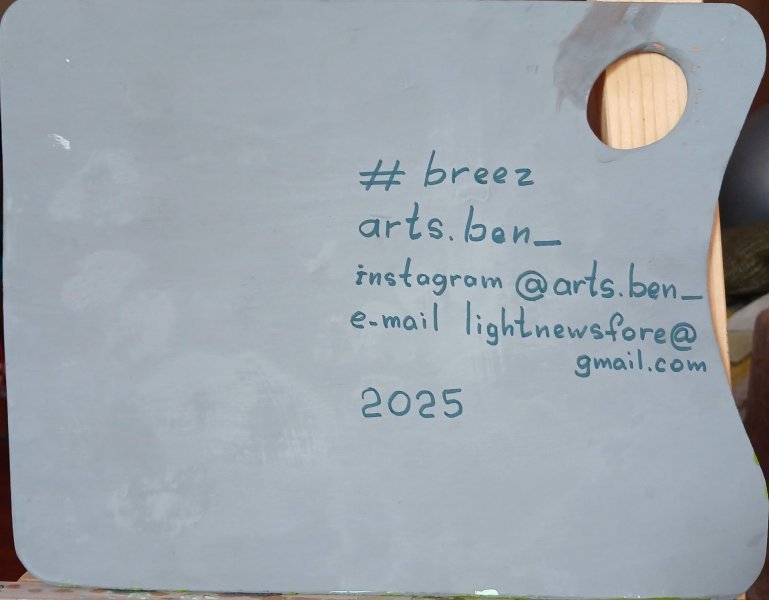 # breez
arts.ben_
instagram @arts.ben_
e-mail lightnewsfore@
gmail.com
2025